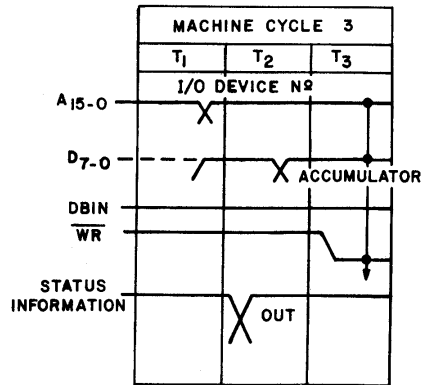 MACHINE CYCLE 3
T1 T2 T3
I/O DEVICE Nº
A15-0
D7-0
ACCUMULATOR
DBIN
WR
STATUS
INFORMATION
OUT